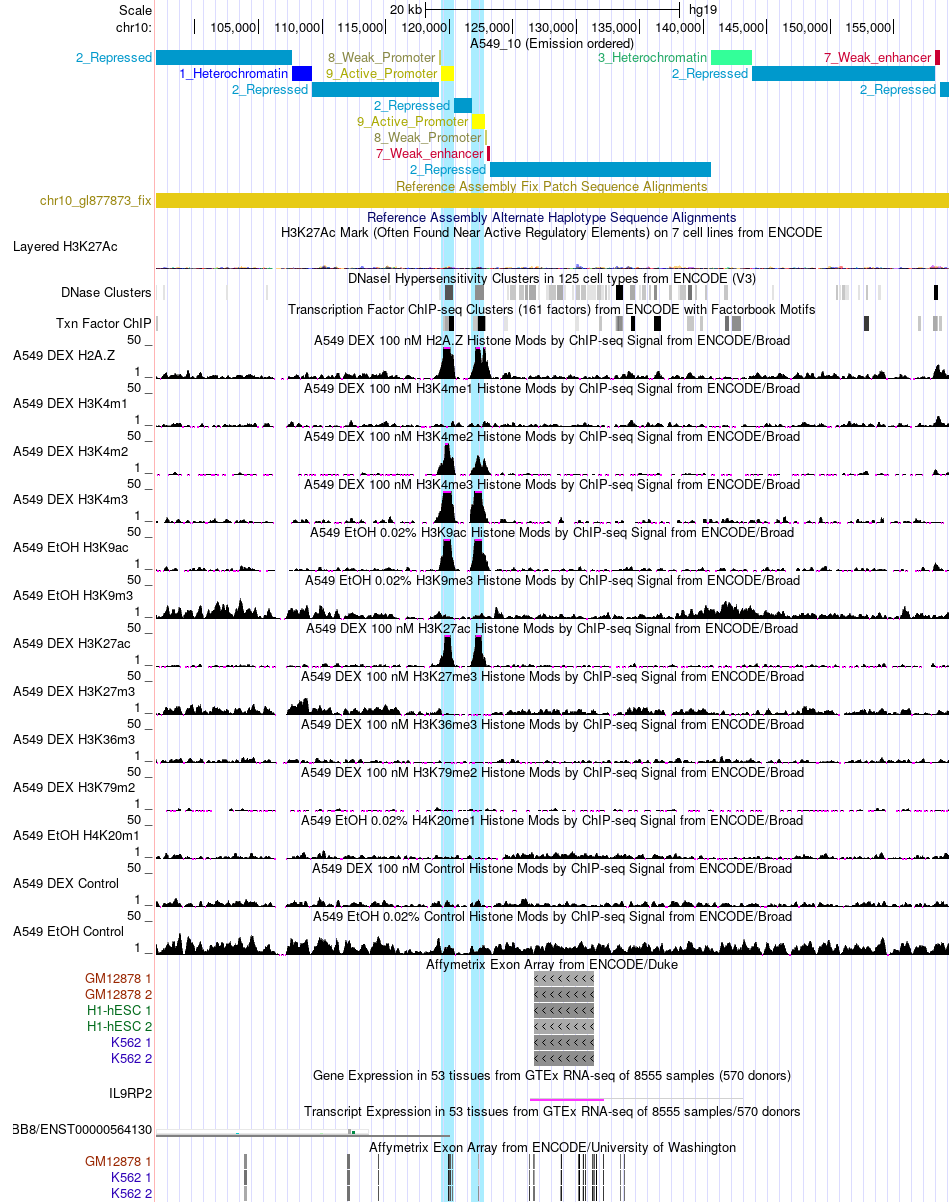 Scale 20 kb hg19
chr10: 105,000 110,000 115,000 120,000 125,000 130,000 135,000 140,000 145,000 150,000 155,000
A549_10 (Emission ordered)
2_Repressed 8_Weak_Promoter 3_Heterochromatin 7_Weak_enhancer
1_Heterochromatin 9_Active_Promoter 2_Repressed
2_Repressed 2_Repressed
2_Repressed
9_Active_Promoter
8_Weak_Promoter
7_Weak_enhancer
2_Repressed
Reference Assembly Fix Patch Sequence Alignments
chr10_gl877873_fix
Reference Assembly Alternate Haplotype Sequence Alignments
H3K27Ac Mark (Often Found Near Active Regulatory Elements) on 7 cell lines from ENCODE
Layered H3K27Ac
DNaseI Hypersensitivity Clusters in 125 cell types from ENCODE (V3)
DNase Clusters
Transcription Factor ChIP-seq Clusters (161 factors) from ENCODE with Factorbook Motifs
Txn Factor ChIP
A549 DEX 100 nM H2A.Z Histone Mods by ChIP-seq Signal from ENCODE/Broad
50 _
A549 DEX H2A.Z
1 _
A549 DEX 100 nM H3K4me1 Histone Mods by ChIP-seq Signal from ENCODE/Broad
50 _
A549 DEX H3K4m1
1 _
A549 DEX 100 nM H3K4me2 Histone Mods by ChIP-seq Signal from ENCODE/Broad
50 _
A549 DEX H3K4m2
1 _
A549 DEX 100 nM H3K4me3 Histone Mods by ChIP-seq Signal from ENCODE/Broad
50 _
A549 DEX H3K4m3
1 _
A549 EtOH 0.02% H3K9ac Histone Mods by ChIP-seq Signal from ENCODE/Broad
50 _
A549 EtOH H3K9ac
1 _
A549 EtOH 0.02% H3K9me3 Histone Mods by ChIP-seq Signal from ENCODE/Broad
50 _
A549 EtOH H3K9m3
1 _
A549 DEX 100 nM H3K27ac Histone Mods by ChIP-seq Signal from ENCODE/Broad
50 _
A549 DEX H3K27ac
1 _
A549 DEX 100 nM H3K27me3 Histone Mods by ChIP-seq Signal from ENCODE/Broad
50 _
A549 DEX H3K27m3
1 _
A549 DEX 100 nM H3K36me3 Histone Mods by ChIP-seq Signal from ENCODE/Broad
50 _
A549 DEX H3K36m3
1 _
A549 DEX 100 nM H3K79me2 Histone Mods by ChIP-seq Signal from ENCODE/Broad
50 _
A549 DEX H3K79m2
1 _
A549 EtOH 0.02% H4K20me1 Histone Mods by ChIP-seq Signal from ENCODE/Broad
50 _
A549 EtOH H4K20m1
1 _
A549 DEX 100 nM Control Histone Mods by ChIP-seq Signal from ENCODE/Broad
50 _
A549 DEX Control
1 _
A549 EtOH 0.02% Control Histone Mods by ChIP-seq Signal from ENCODE/Broad
50 _
A549 EtOH Control
1 _
Affymetrix Exon Array from ENCODE/Duke
GM12878 1
GM12878 2
H1-hESC 1
H1-hESC 2
K562 1
K562 2
Gene Expression in 53 tissues from GTEx RNA-seq of 8555 samples (570 donors)
IL9RP2
Transcript Expression in 53 tissues from GTEx RNA-seq of 8555 samples/570 donors
BB8/ENST00000564130
Affymetrix Exon Array from ENCODE/University of Washington
GM12878 1
K562 1
K562 2